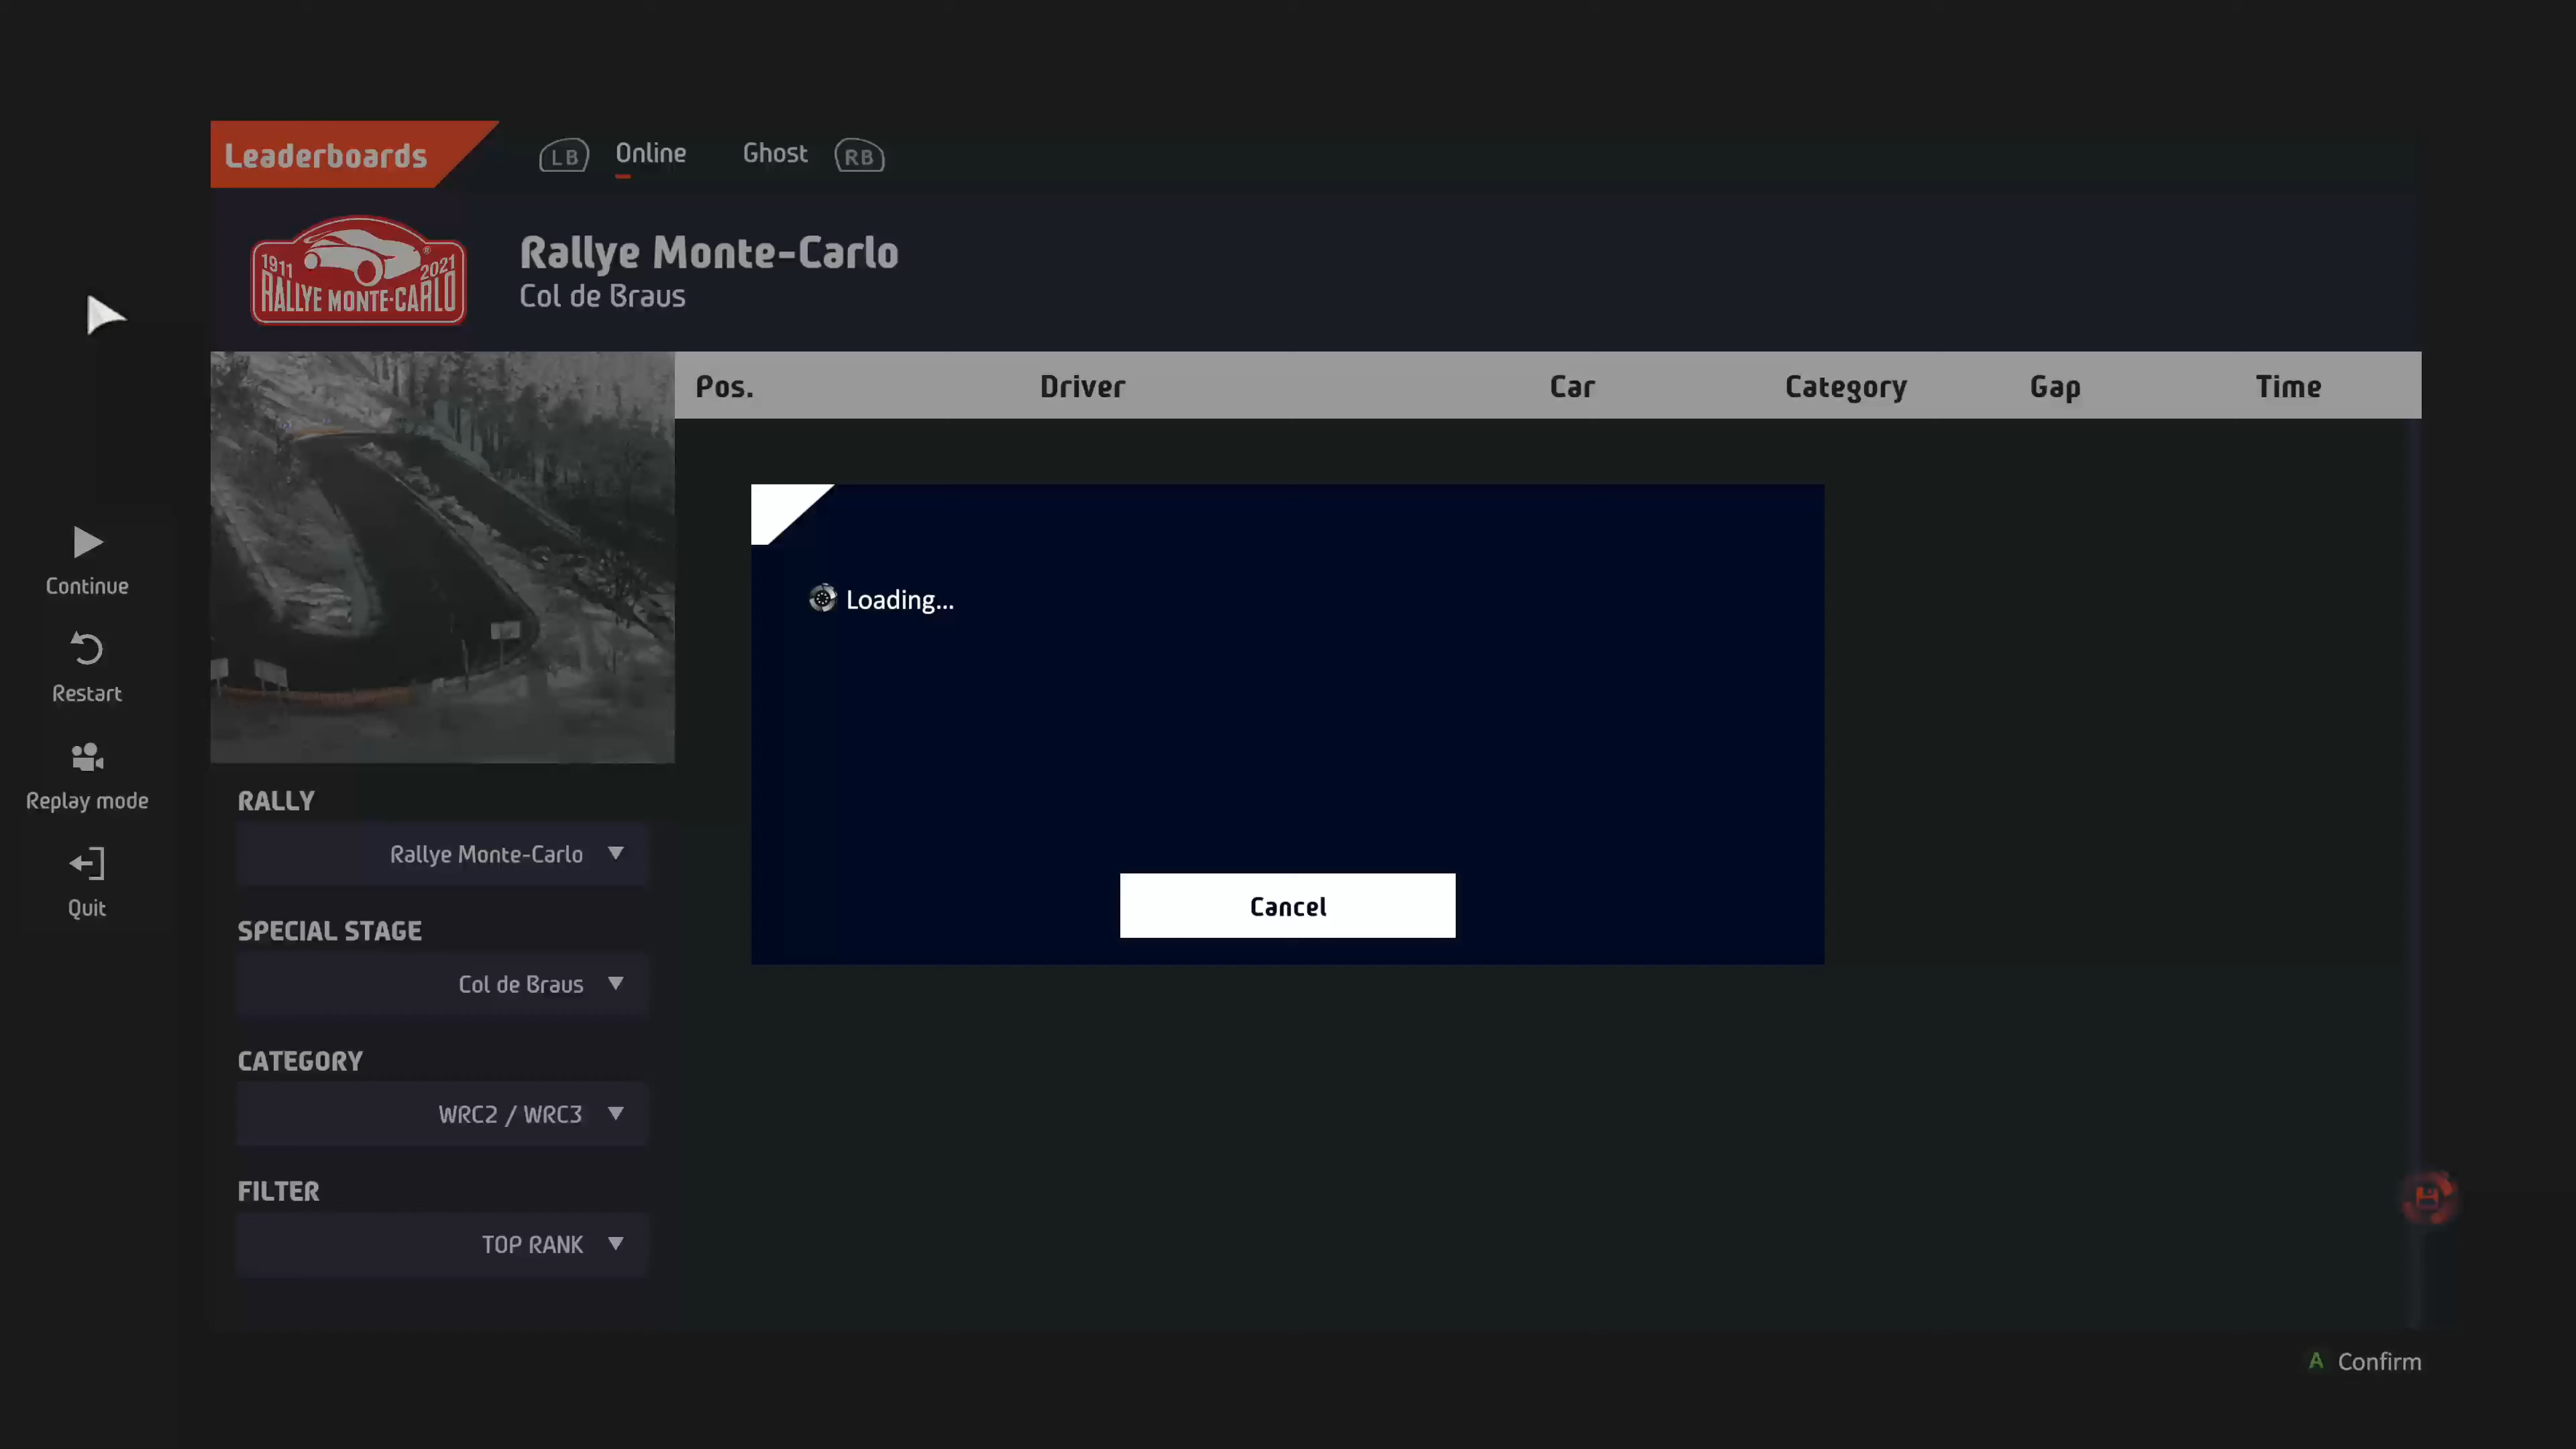 Leaderboards
LB Online Ghost RB
1911 2021
RALLYE MONTE-CARLO
Rallye Monte-Carlo
Col de Braus
Pos. Driver Car Category Gap Time
Loading...
Cancel
Continue
Restart
Replay mode
Quit
RALLY
Rallye Monte-Carlo
SPECIAL STAGE
Col de Braus
CATEGORY
WRC2 / WRC3
FILTER
TOP RANK
A Confirm